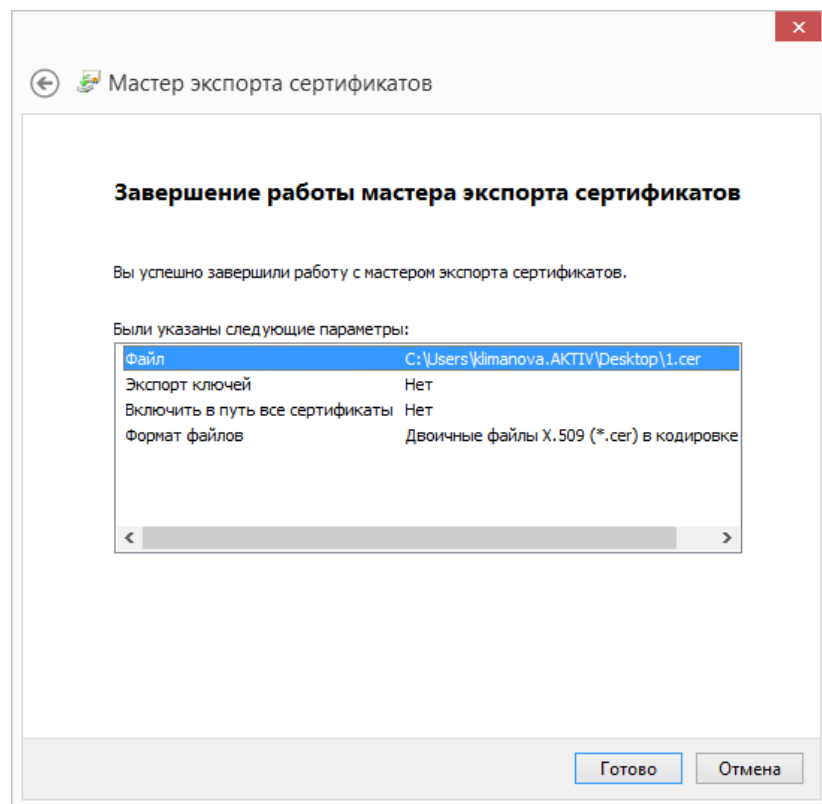 Мастер экспорта сертификатов
Завершение работы мастера экспорта сертификатов
Вы успешно завершили работу с мастером экспорта сертификатов.
Были указаны следующие параметры:
Файл C:\Users\klimanova.AKTIV\Desktop\1.cer
Экспорт ключей Нет
Включить в путь все сертификаты Нет
Формат файлов Двоичные файлы X.509 (*.cer) в кодировке
Готово Отмена